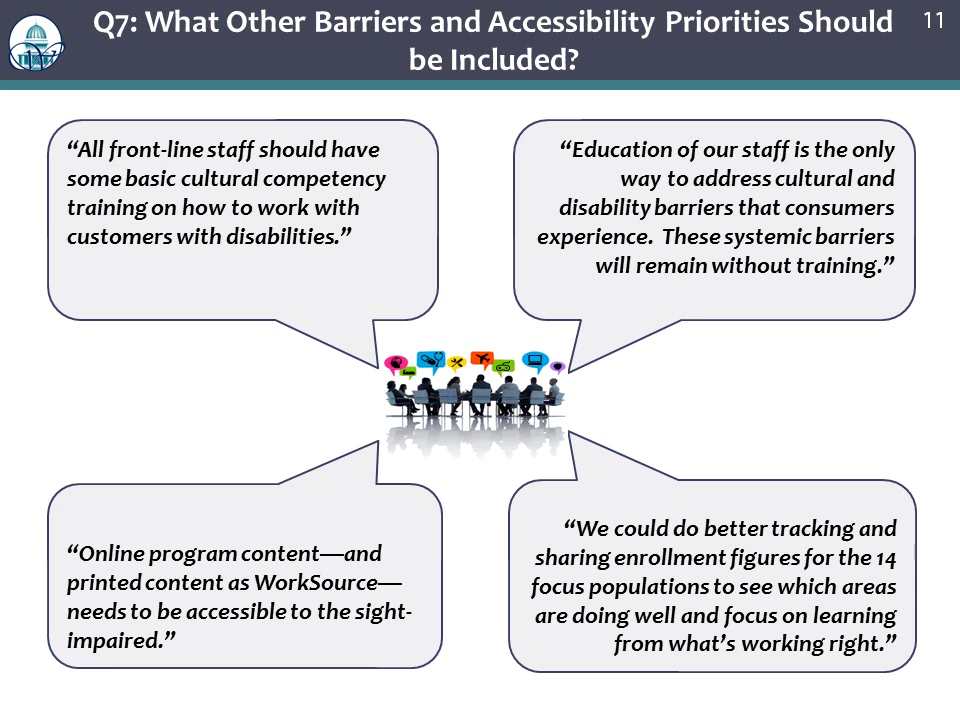 Q7: What Other Barriers and Accessibility Priorities Should
be Included?
11
“All front-line staff should have
some basic cultural competency
training on how to work with
customers with disabilities.”
“Education of our staff is the only
way to address cultural and
disability barriers that consumers
experience.  These systemic barriers
will remain without training.”
“Online program content—and
printed content as WorkSource—
needs to be accessible to the sight-
impaired.”
“We could do better tracking and
sharing enrollment figures for the 14
focus populations to see which areas
are doing well and focus on learning
from what’s working right.”